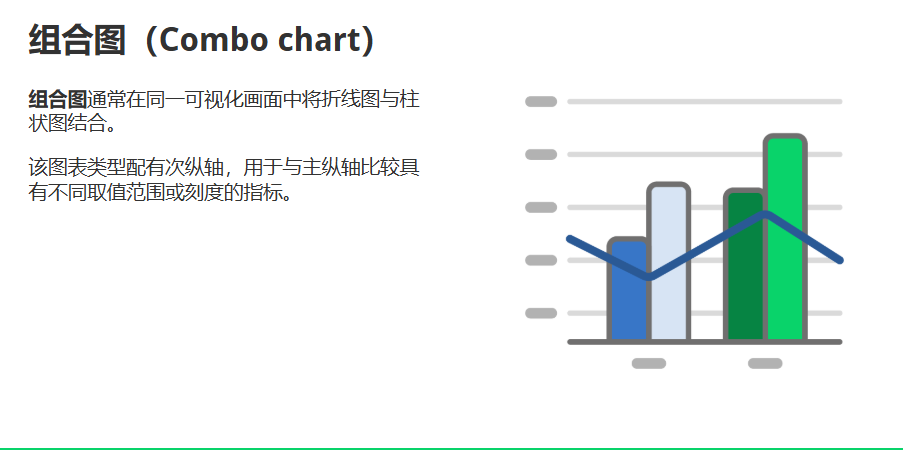 组合图（Combo chart）
组合图通常在同一可视化画面中将折线图与柱
状图结合。
该图表类型配有次纵轴，用于与主纵轴比较具
有不同取值范围或刻度的指标。